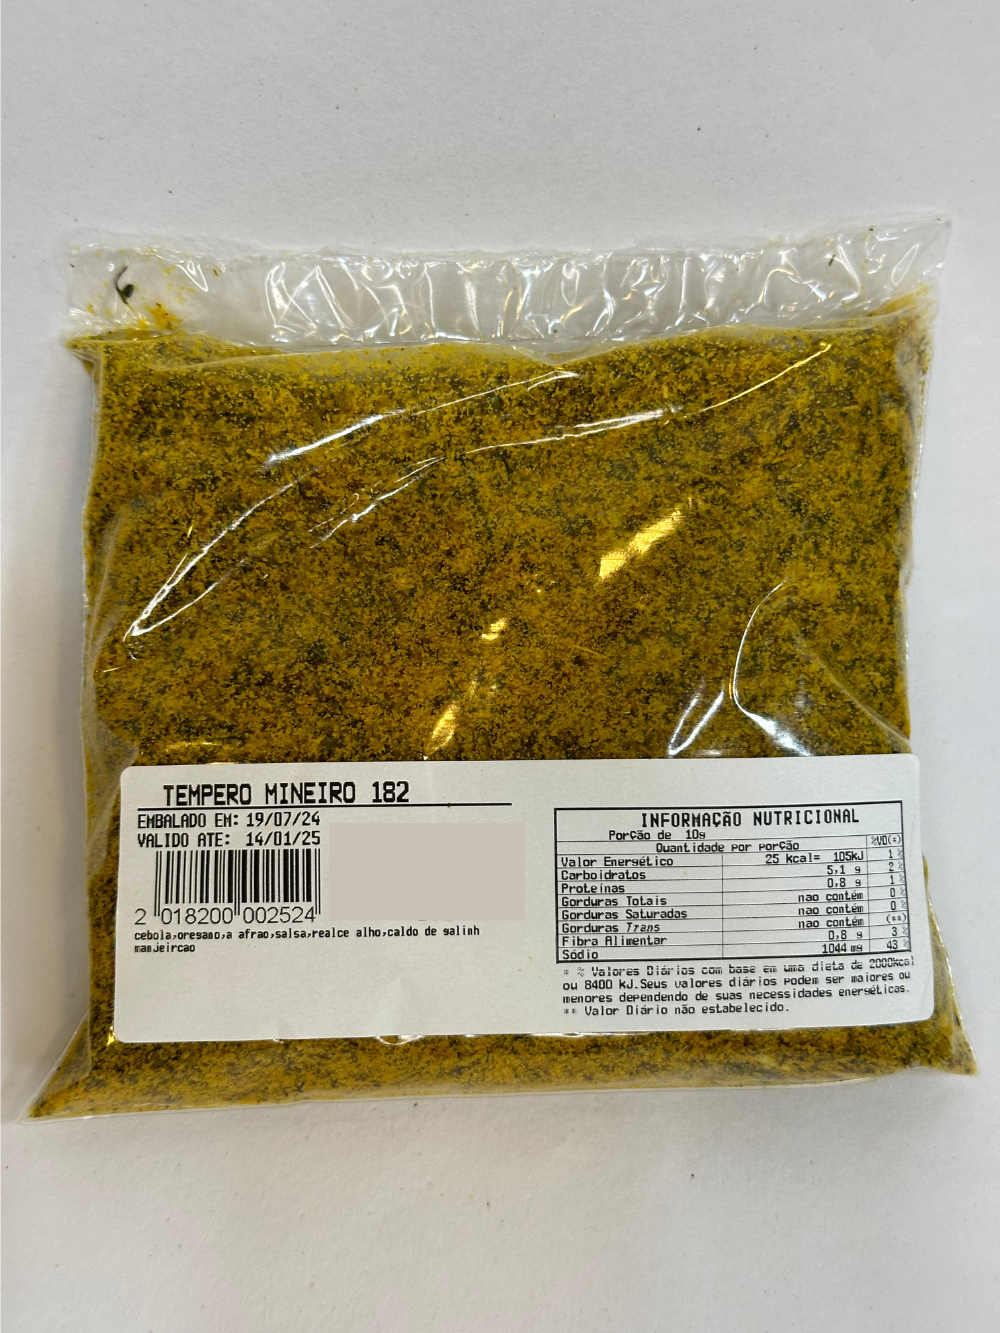 TEMPERO MINEIRO 182
EMBALADO EM: 19/07/24
VALIDO ATE: 14/01/25
2 018200 002524
cebola,oregano,a afrao,salsa,realce alho,caldo de galinh
manjeircao
INFORMAÇÃO NUTRICIONAL
Porção de 10g
Quantidade por porção %VD(*)
Valor Energético 25 kcal= 105kJ 1%
Carboidratos 5,1 g 2%
Proteínas 0,8 g 1%
Gorduras Totais nao contém 0%
Gorduras Saturadas nao contém 0%
Gorduras Trans nao contém (**)
Fibra Alimentar 0,8 g 3%
Sódio 1044 mg 43%
* % Valores Diários com base em uma dieta de 2000kcal
ou 8400 kJ.Seus valores diários podem ser maiores ou
menores dependendo de suas necessidades energéticas.
** Valor Diário não estabelecido.